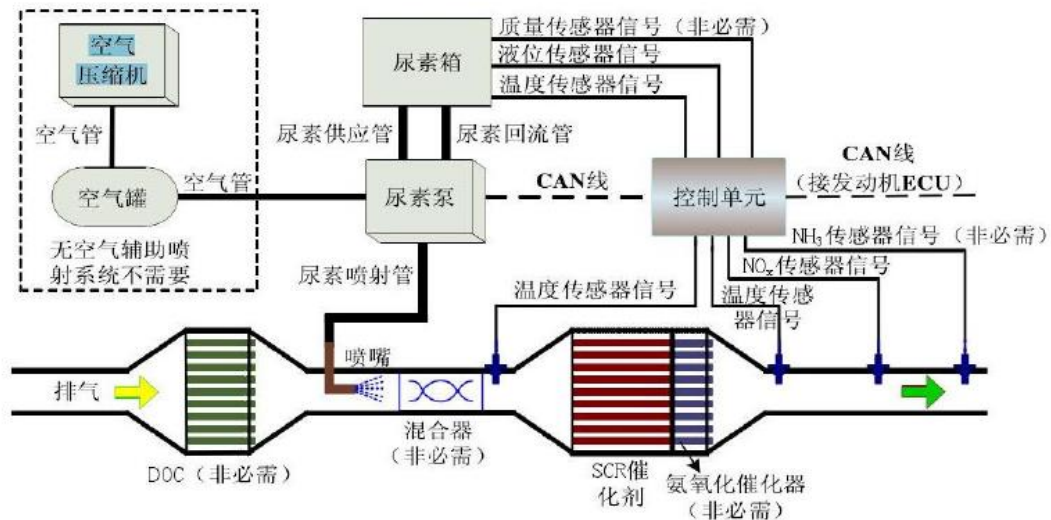 空气
压缩机
空气管
空气罐
空气管
无空气辅助喷
射系统不需要
尿素箱
尿素供应管
尿素回流管
尿素泵
尿素喷射管
质量传感器信号（非必需）
液位传感器信号
温度传感器信号
CAN线
控制单元
CAN线
（接发动机ECU）
NH₃传感器信号（非必需）
NOₓ传感器信号
温度传感器信号
温度传感
器信号
排气
喷嘴
混合器
（非必需）
DOC（非必需）
SCR催
化剂
氨氧化催化器
（非必需）